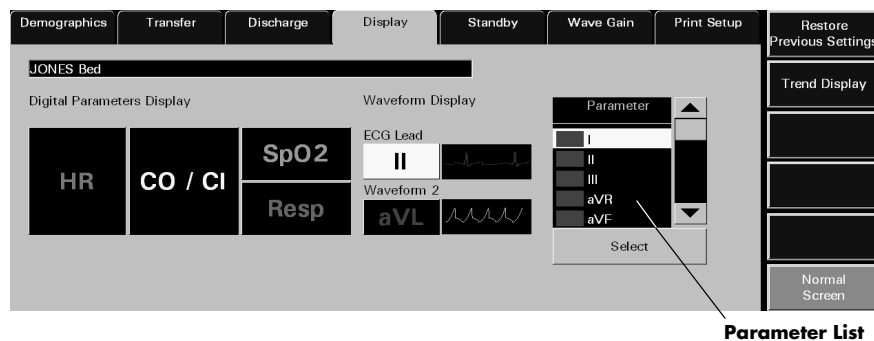 Demographics
Transfer
Discharge
Display
Standby
Wave Gain
Print Setup
Restore
Previous Settings
JONES Bed
Trend Display
Digital Parameters Display
Waveform Display
Parameter
ECG Lead
I
II
II
III
aVR
aVF
Waveform 2
aVL
HR
CO / CI
SpO2
Resp
Select
Normal
Screen
Parameter List